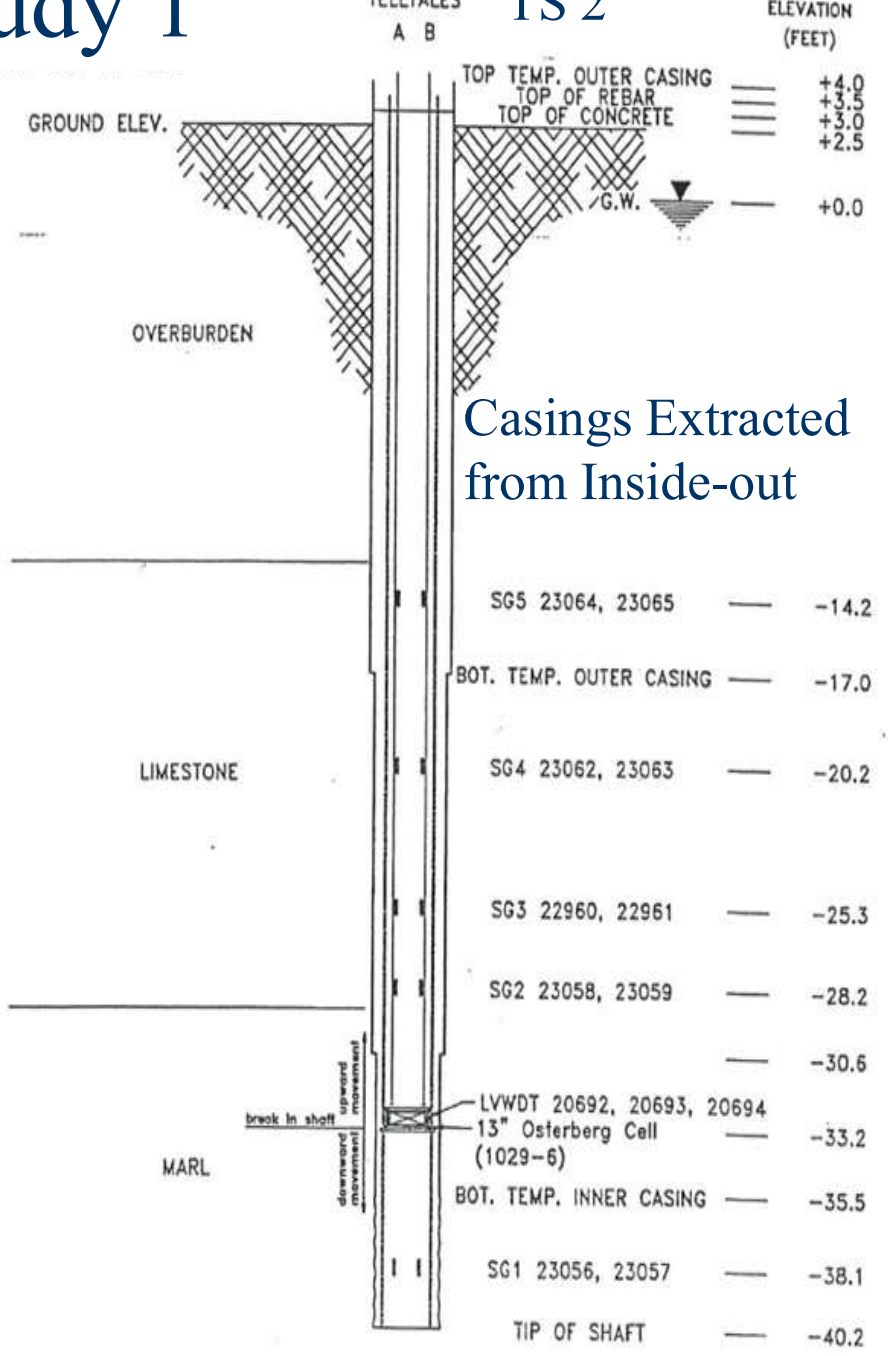 udy 1
TELLTALES
A B
TS 2
ELEVATION
(FEET)
TOP TEMP. OUTER CASING
+4.0
TOP OF REBAR
+3.5
TOP OF CONCRETE
+3.0
GROUND ELEV.
+2.5
G.W.
+0.0
OVERBURDEN
Casings Extracted
from Inside-out
SG5 23064, 23065
-14.2
BOT. TEMP. OUTER CASING
-17.0
LIMESTONE
SG4 23062, 23063
-20.2
SG3 22960, 22961
-25.3
SG2 23058, 23059
-28.2
-30.6
upward
movement
LVWDT 20692, 20693, 20694
break in shaft
13" Osterberg Cell
-33.2
(1029-6)
MARL
downward
movement
BOT. TEMP. INNER CASING
-35.5
SG1 23056, 23057
-38.1
TIP OF SHAFT
-40.2